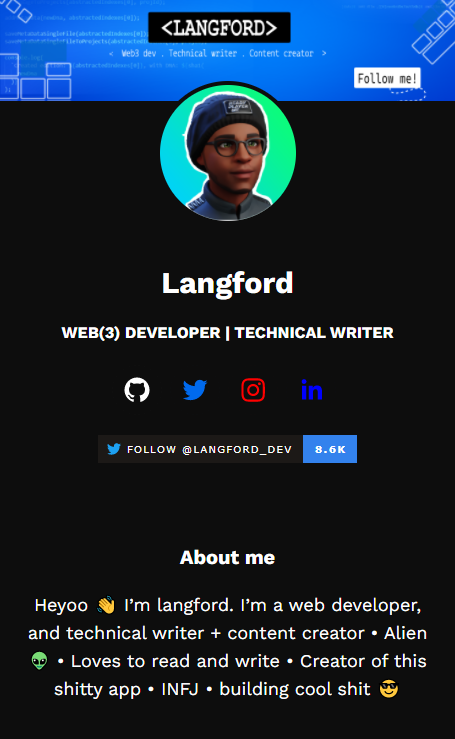 <LANGFORD>
< Web3 dev . Technical writer . Content creator >
Follow me!
Langford
WEB(3) DEVELOPER | TECHNICAL WRITER
in
FOLLOW @LANGFORD_DEV 8.6K
About me
Heyoo 👋 I’m langford. I’m a web developer,
and technical writer + content creator • Alien
👽 • Loves to read and write • Creator of this
shitty app • INFJ • building cool shit 😎